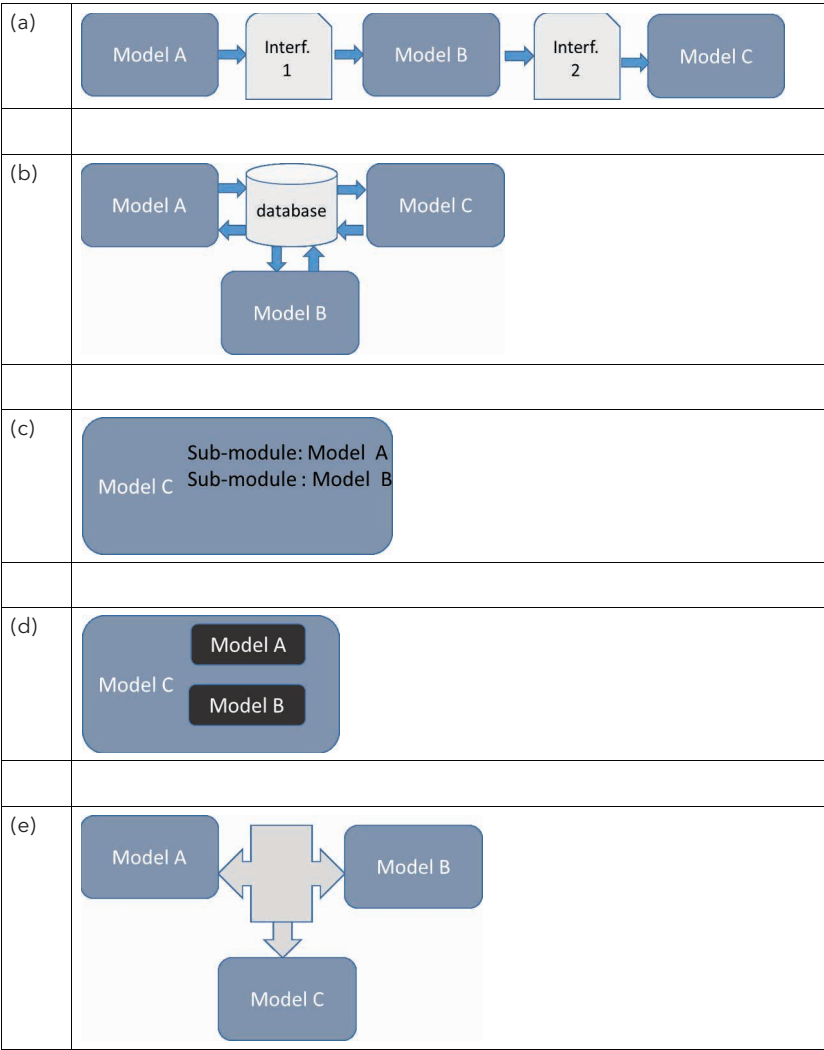 (a)
Model A
Interf.
1
Model B
Interf.
2
Model C
(b)
Model A
database
Model C
Model B
(c)
Sub-module: Model A
Model C
Sub-module : Model B
(d)
Model A
Model C
Model B
(e)
Model A
Model B
Model C